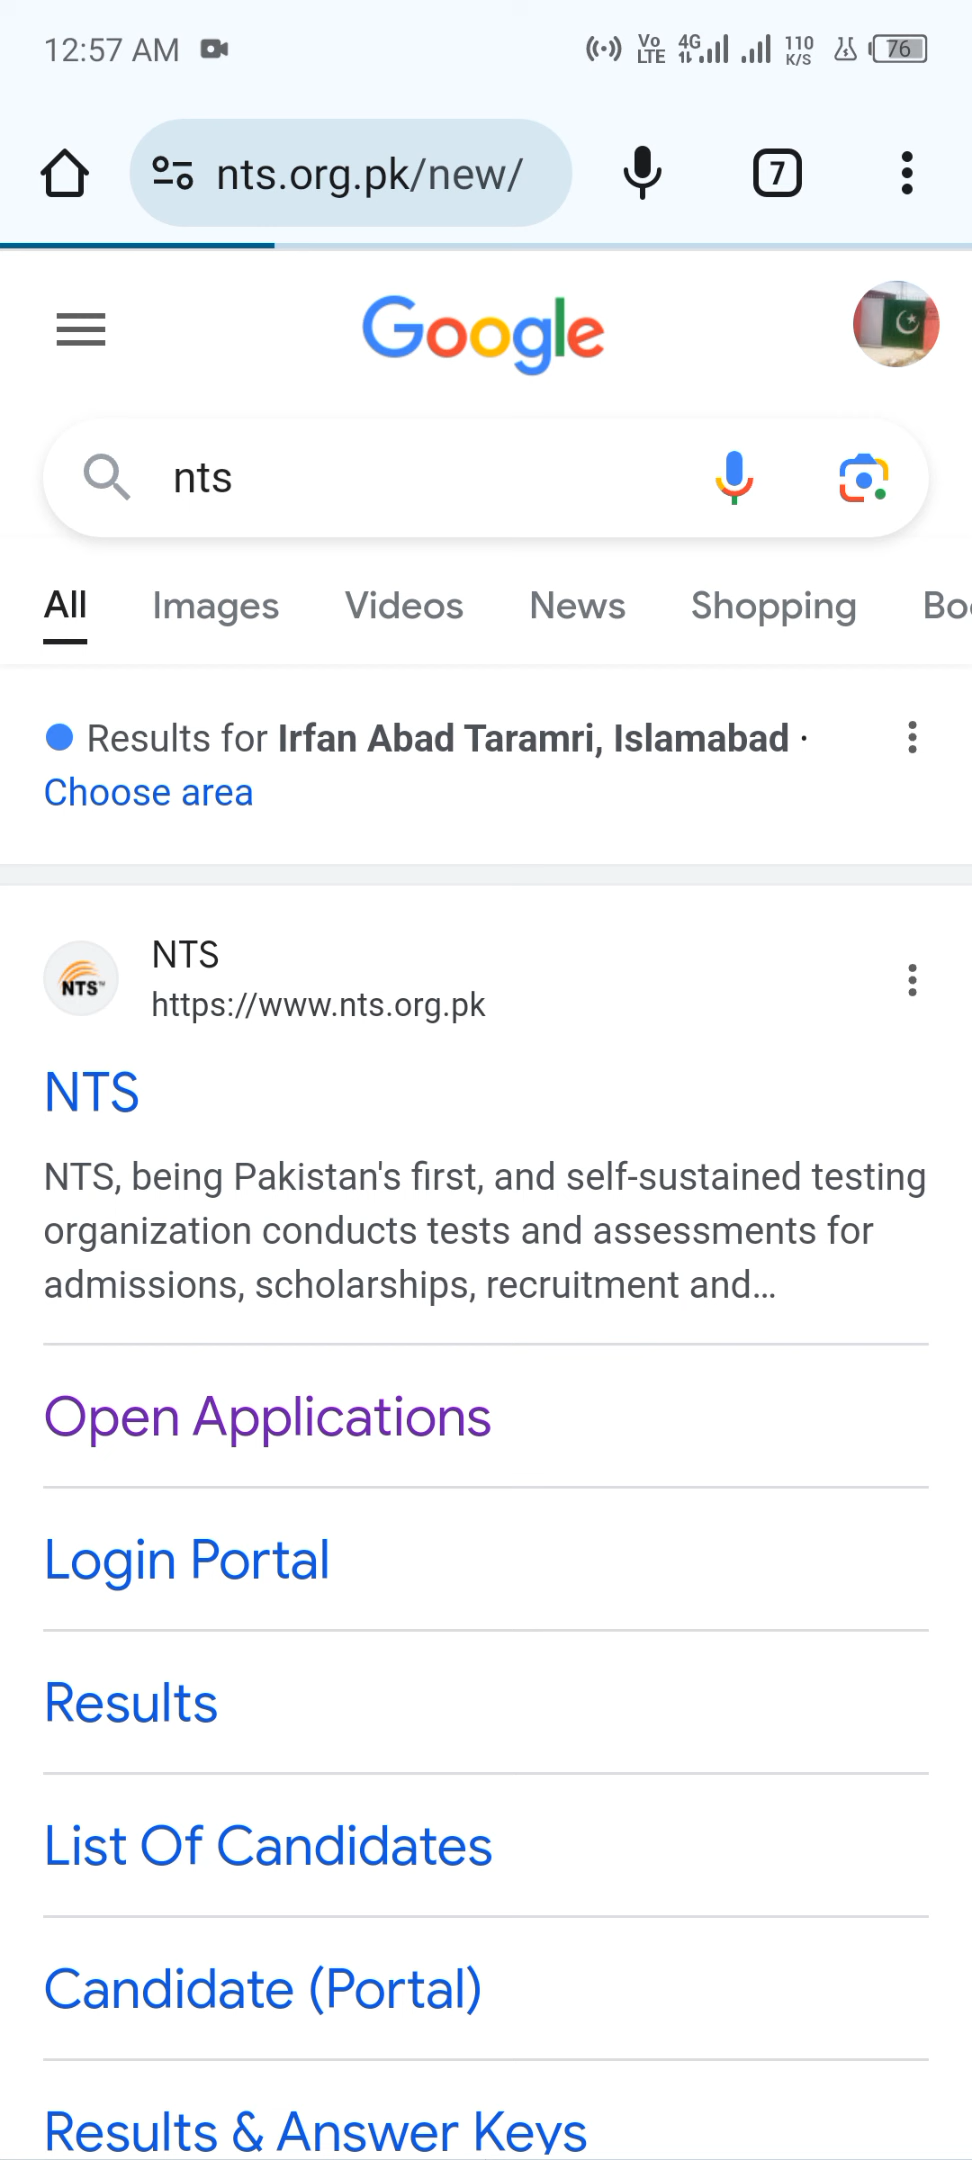 12:57 AM
Vo LTE 4G 110 K/S 76
nts.org.pk/new/
7
Google
nts
All Images Videos News Shopping Boo
Results for Irfan Abad Taramri, Islamabad ·
Choose area
NTS
NTS
https://www.nts.org.pk
NTS
NTS, being Pakistan's first, and self-sustained testing
organization conducts tests and assessments for
admissions, scholarships, recruitment and...
Open Applications
Login Portal
Results
List Of Candidates
Candidate (Portal)
Results & Answer Keys